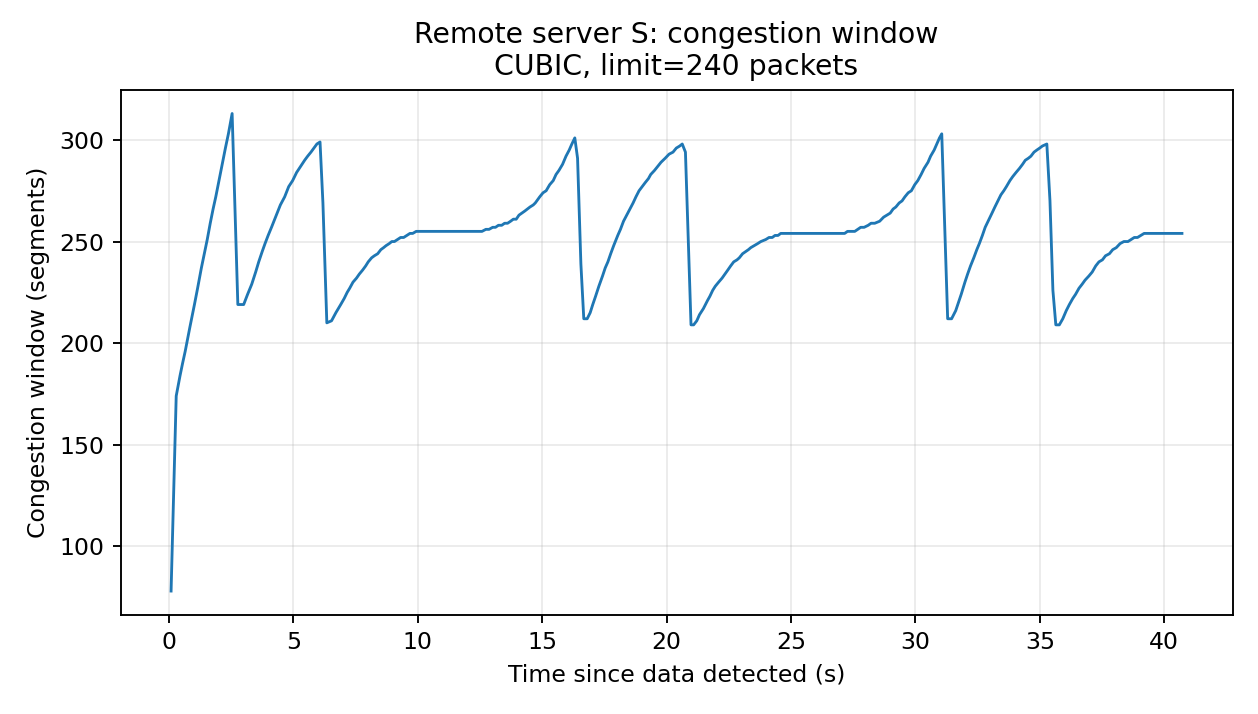 Remote server S: congestion window
CUBIC, limit=240 packets
Congestion window (segments)
300
250
200
150
100
0 5 10 15 20 25 30 35 40
Time since data detected (s)